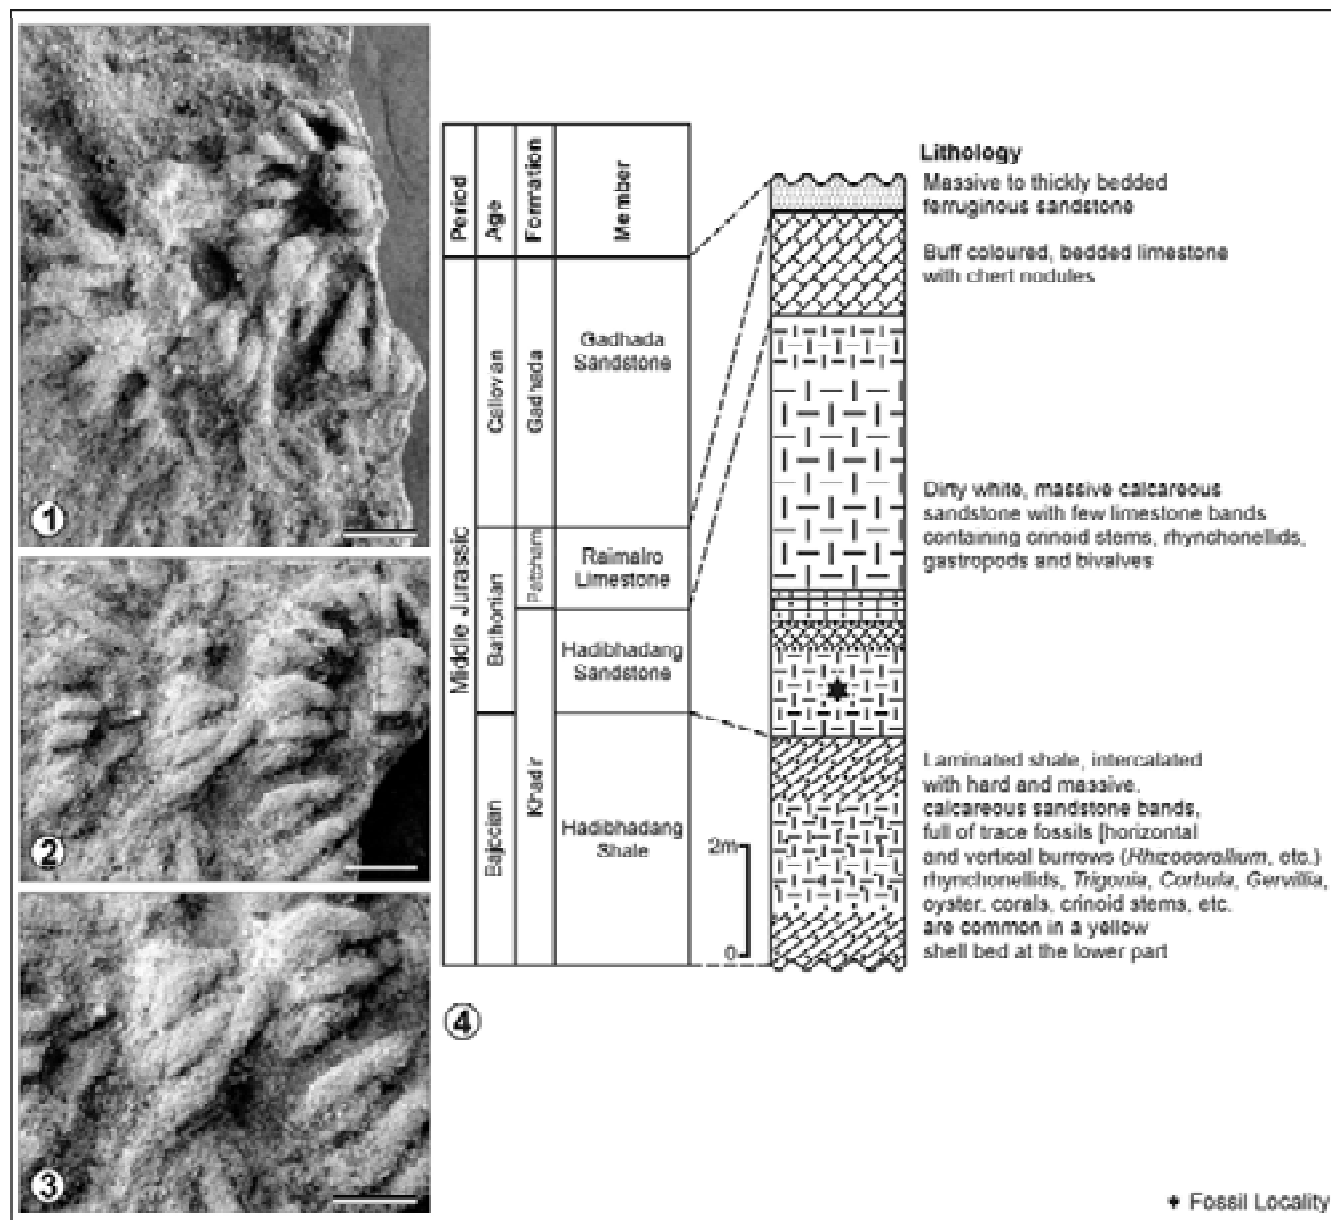 1
2
3
4
Period
Age
Formation
Member
Middle Jurassic
Callovian
Bathonian
Bajocian
Gadhada
Patcham
Khadir
Gadhada
Sandstone
Raimalro
Limestone
Hadibhadang
Sandstone
Hadibhadang
Shale
2m
0
Lithology
Massive to thickly bedded
ferruginous sandstone
Buff coloured, bedded limestone
with chert nodules
Dirty white, massive calcareous
sandstone with few limestone bands
containing crinoid stems, rhynchonellids,
gastropods and bivalves
Laminated shale, intercalated
with hard and massive,
calcareous sandstone bands,
full of trace fossils [horizontal
and vertical burrows (Rhizocorallium, etc.)
rhynchonellids, Trigonia, Corbula, Gervillia,
oyster, corals, crinoid stems, etc.
are common in a yellow
shell bed at the lower part
Fossil Locality